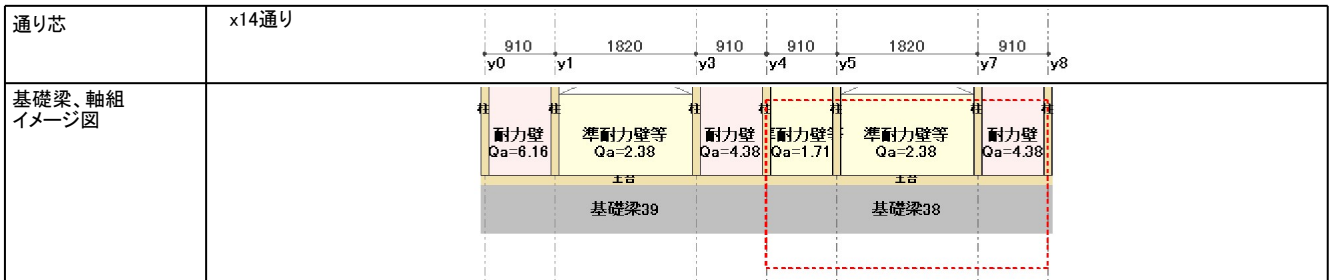 通り芯
x14通り
910 1820 910 910 1820 910
y0 y1 y3 y4 y5 y7 y8
基礎梁、軸組
イメージ図
柱 柱 柱 柱 柱 柱 柱
耐力壁 準耐力壁等 耐力壁 準耐力壁等 準耐力壁等 耐力壁
Qa=6.16 Qa=2.38 Qa=4.38 Qa=1.71 Qa=2.38 Qa=4.38
土台 土台
基礎梁39 基礎梁38